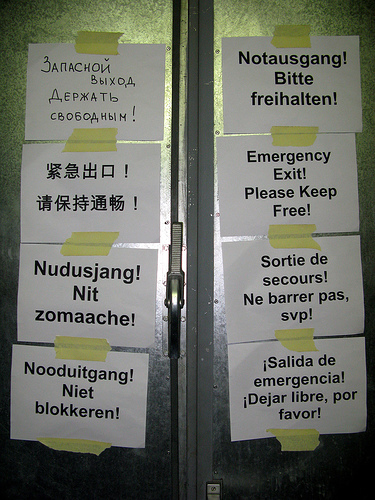 Запасной
выход
Держать
свободным!
紧急出口！
请保持通畅！
Nudusjang!
Nit
zomaache!
Nooduitgang!
Niet
blokkeren!
Notausgang!
Bitte
freihalten!
Emergency
Exit!
Please Keep
Free!
Sortie de
secours!
Ne barrer pas,
svp!
¡Salida de
emergencia!
¡Dejar libre, por
favor!